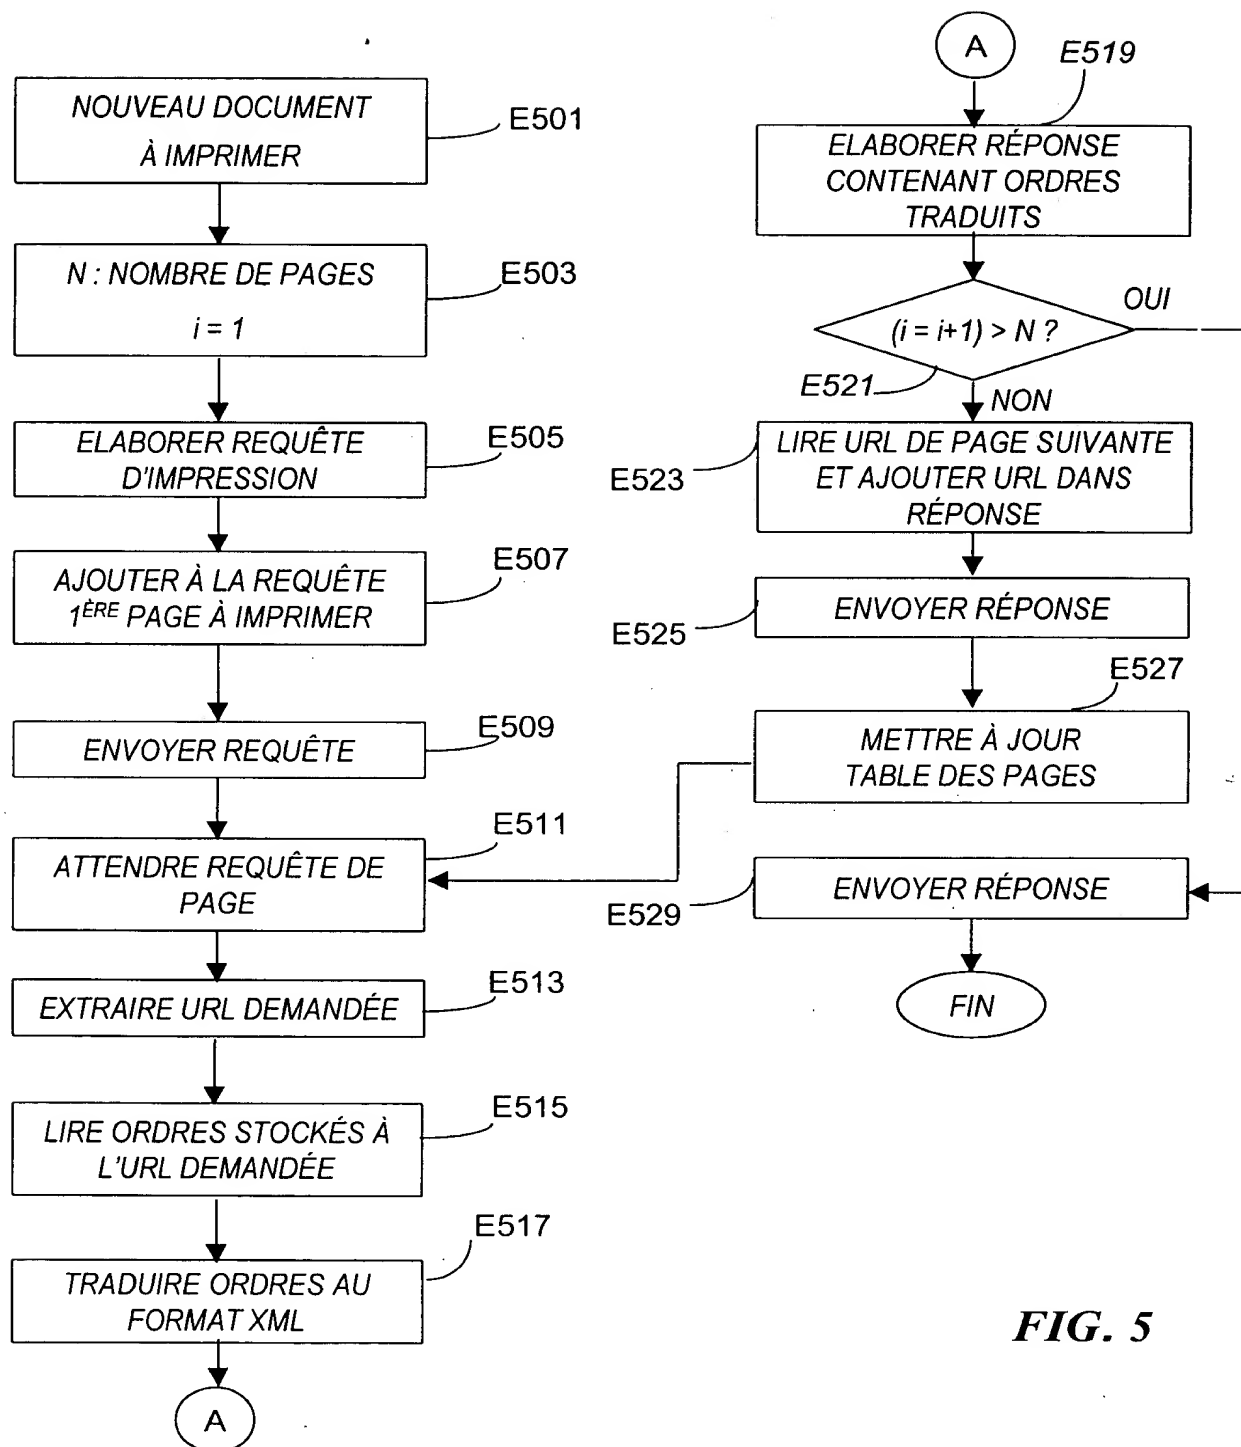 NOUVEAU DOCUMENT
À IMPRIMER
E501
N : NOMBRE DE PAGES
i = 1
E503
ELABORER REQUÊTE
D'IMPRESSION
E505
AJOUTER À LA REQUÊTE
1ÈRE PAGE À IMPRIMER
E507
ENVOYER REQUÊTE
E509
ATTENDRE REQUÊTE DE
PAGE
E511
EXTRAIRE URL DEMANDÉE
E513
LIRE ORDRES STOCKÉS À
L'URL DEMANDÉE
E515
TRADUIRE ORDRES AU
FORMAT XML
E517
A
A
E519
ELABORER RÉPONSE
CONTENANT ORDRES
TRADUITS
(i = i+1) > N ?
OUI
E521
NON
LIRE URL DE PAGE SUIVANTE
ET AJOUTER URL DANS
RÉPONSE
E523
ENVOYER RÉPONSE
E525
E527
METTRE À JOUR
TABLE DES PAGES
ENVOYER RÉPONSE
E529
FIN
FIG. 5